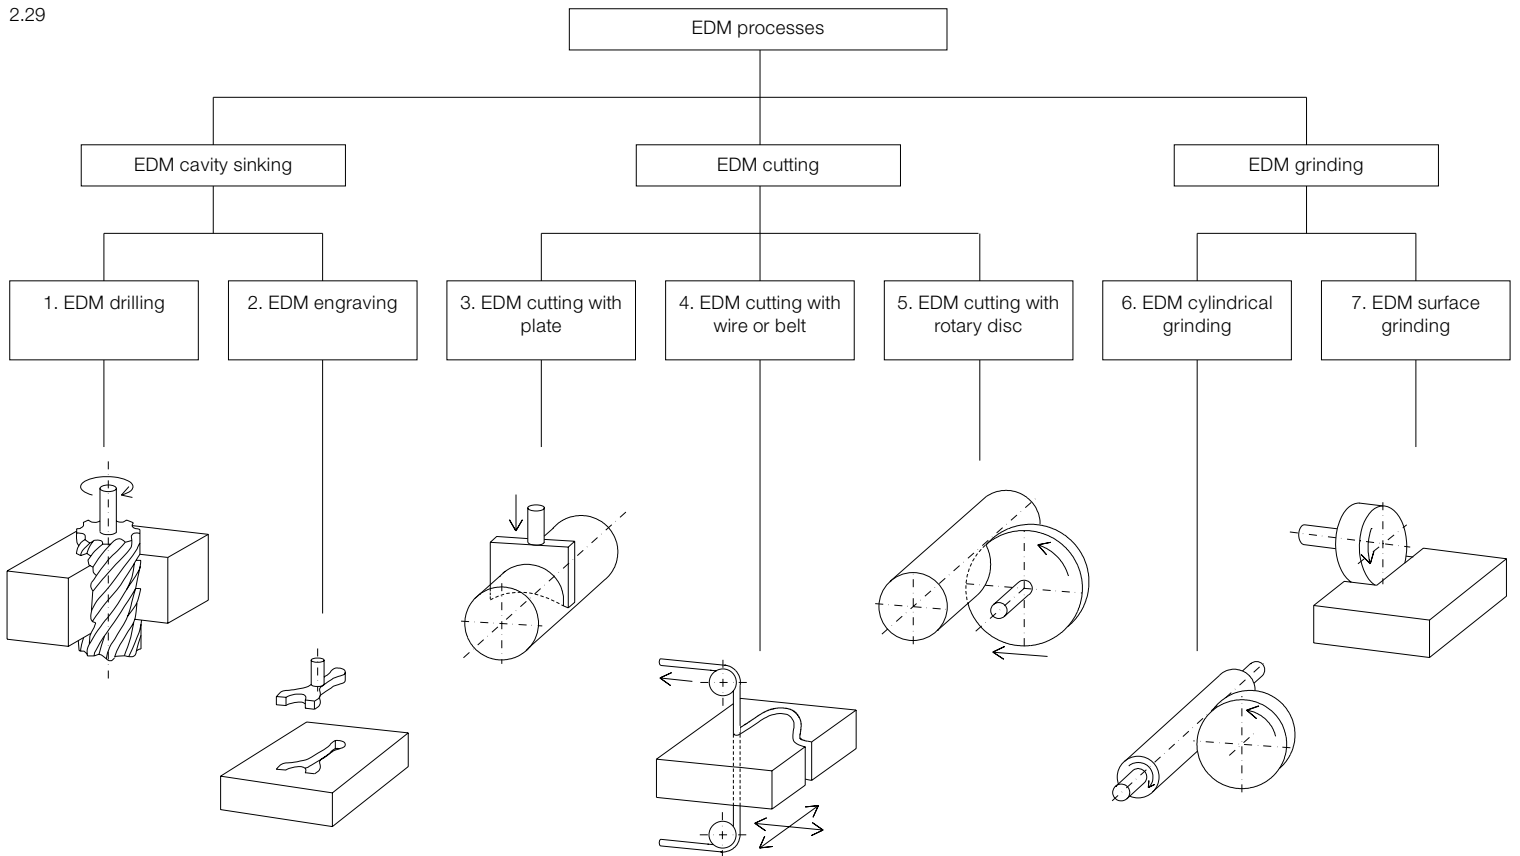 2.29
EDM processes
EDM cavity sinking
EDM cutting
EDM grinding
1. EDM drilling
2. EDM engraving
3. EDM cutting with
plate
4. EDM cutting with
wire or belt
5. EDM cutting with
rotary disc
6. EDM cylindrical
grinding
7. EDM surface
grinding